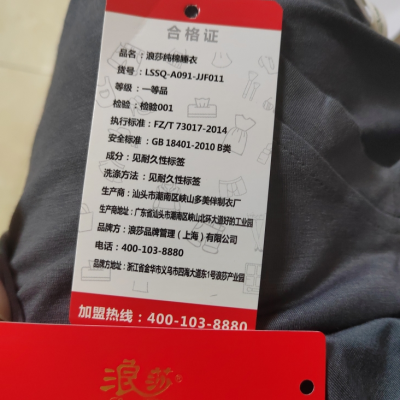 合格证
品名：浪莎纯棉睡衣
货号：LSSQ-A091-JJF011
等级：一等品
检验：检验001
执行标准：FZ/T 73017-2014
安全标准：GB 18401-2010 B类
成分：见耐久性标签
洗涤方法：见耐久性标签
生产商：汕头市潮南区峡山多美伴制衣厂
生产商地址：广东省汕头市潮南区峡山北环大道好的工业园
品牌方：浪莎品牌管理（上海）有限公司
电话：400-103-8880
品牌方地址：浙江省金华市义乌市四海大道东1号浪莎产业园
加盟热线：400-103-8880
浪莎®